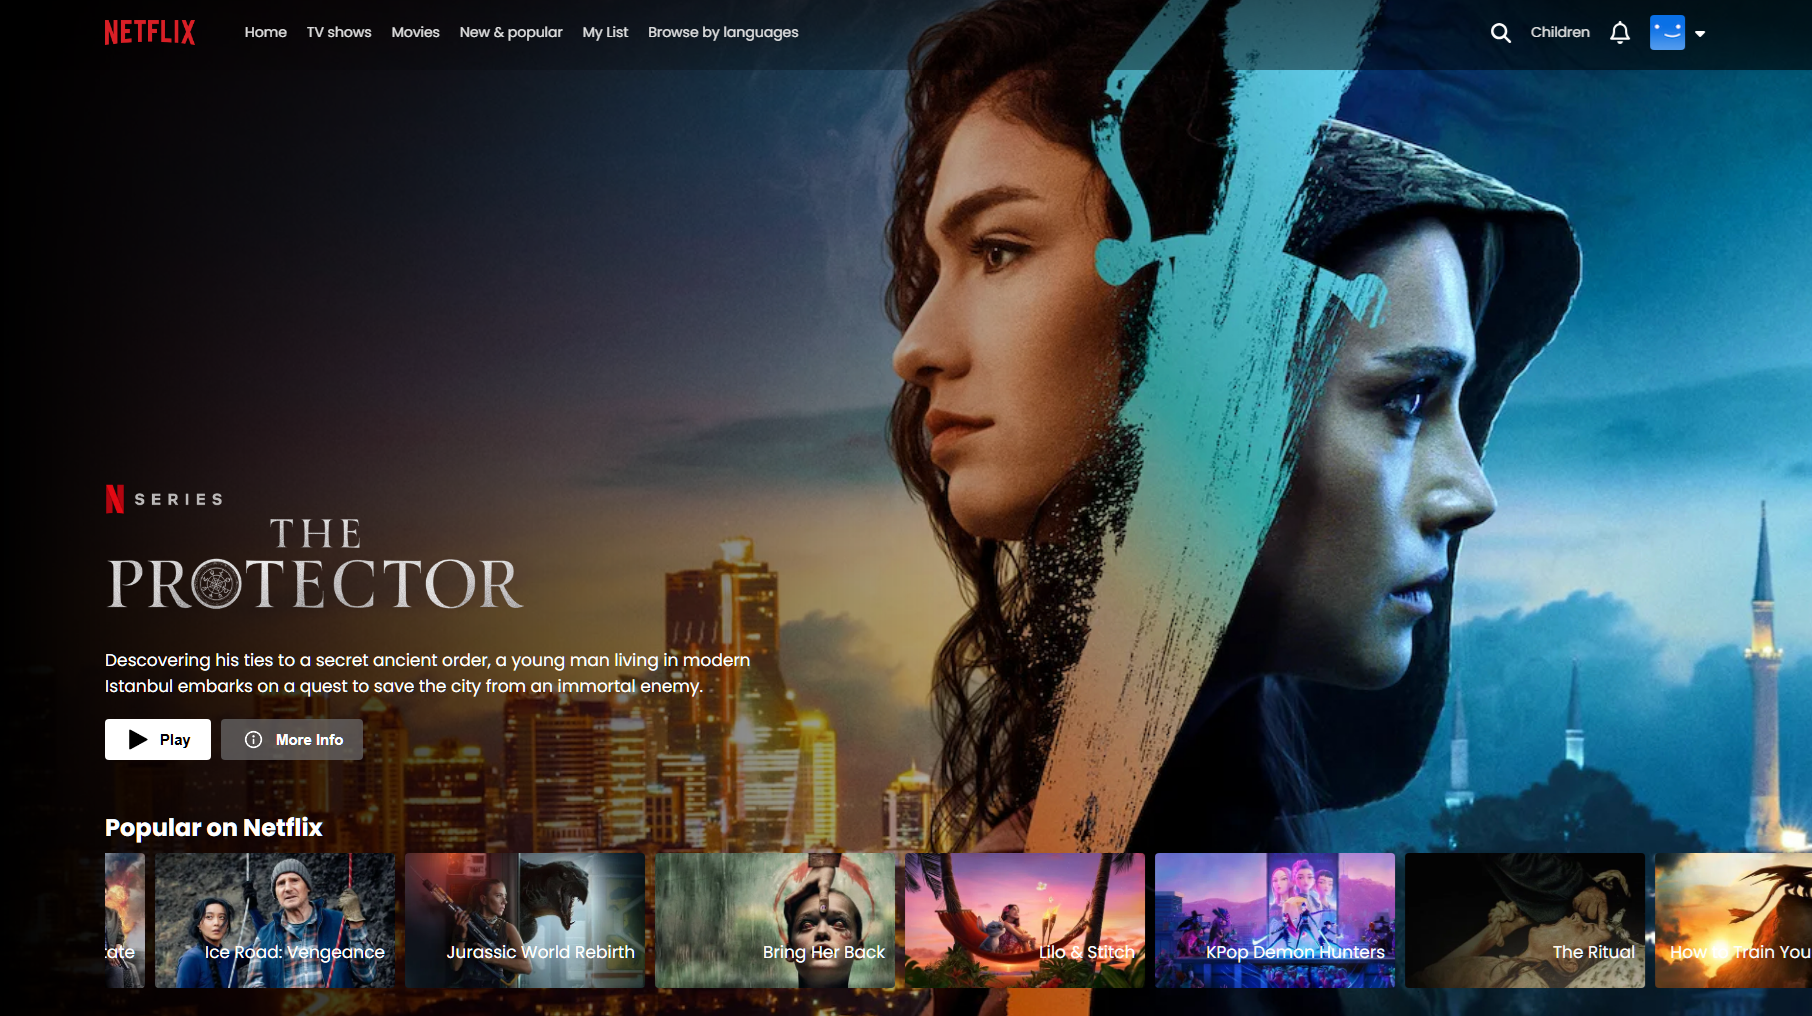 NETFLIX
Home
TV shows
Movies
New & popular
My List
Browse by languages
Children
N SERIES
THE
PROTECTOR
Descovering his ties to a secret ancient order, a young man living in modern
Istanbul embarks on a quest to save the city from an immortal enemy.
Play
More Info
Popular on Netflix
Ice Road: Vengeance
Jurassic World Rebirth
Bring Her Back
Lilo & Stitch
KPop Demon Hunters
The Ritual
How to Train You